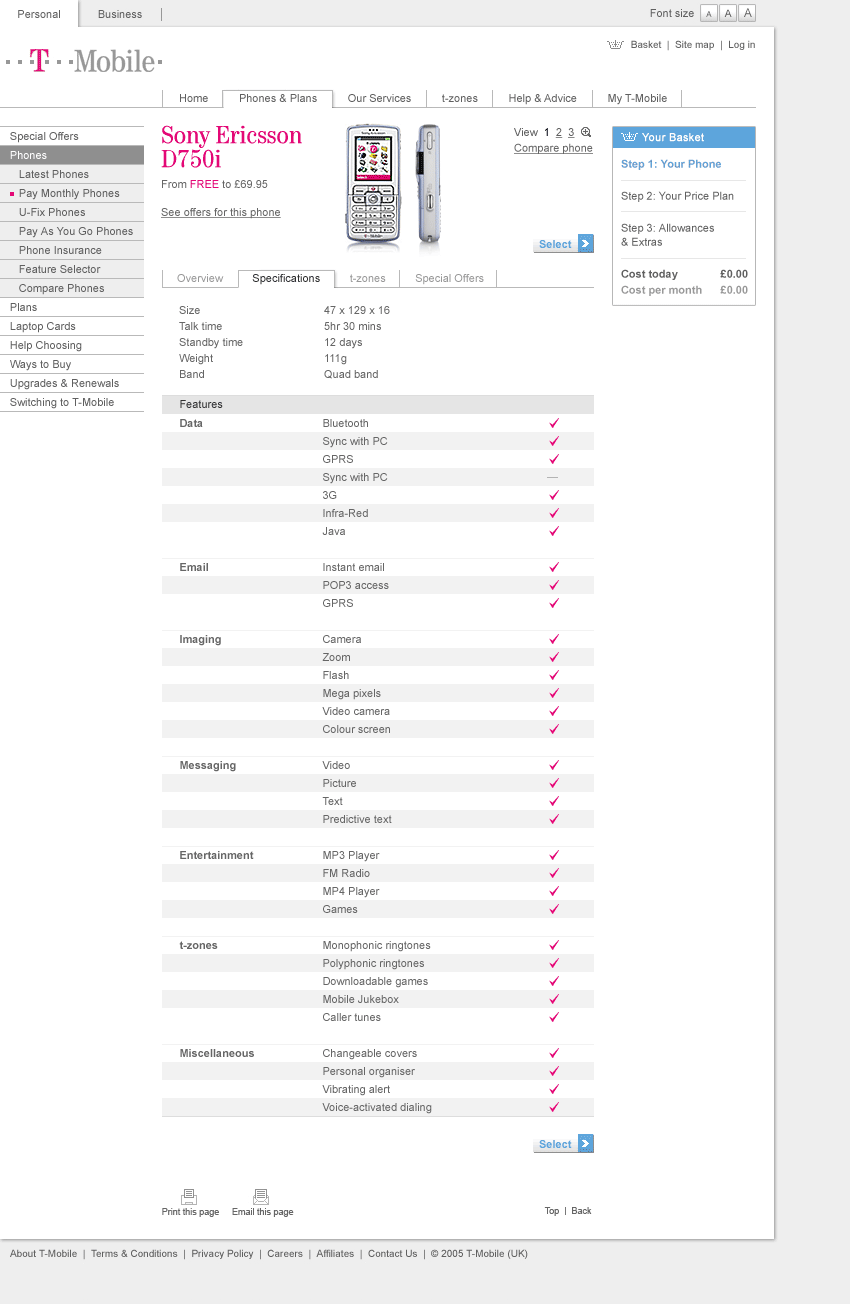 Personal Business Font size A A A
Basket | Site map | Log in
T-Mobile
Home Phones & Plans Our Services t-zones Help & Advice My T-Mobile
Special Offers
Phones
Latest Phones
Pay Monthly Phones
U-Fix Phones
Pay As You Go Phones
Phone Insurance
Feature Selector
Compare Phones
Plans
Laptop Cards
Help Choosing
Ways to Buy
Upgrades & Renewals
Switching to T-Mobile
Sony Ericsson
D750i
From FREE to £69.95
See offers for this phone
View 1 2 3
Compare phone
Select
Your Basket
Step 1: Your Phone
Step 2: Your Price Plan
Step 3: Allowances
& Extras
Cost today £0.00
Cost per month £0.00
Overview Specifications t-zones Special Offers
Size 47 x 129 x 16
Talk time 5hr 30 mins
Standby time 12 days
Weight 111g
Band Quad band
Features
Data Bluetooth
Sync with PC
GPRS
Sync with PC
3G
Infra-Red
Java
Email Instant email
POP3 access
GPRS
Imaging Camera
Zoom
Flash
Mega pixels
Video camera
Colour screen
Messaging Video
Picture
Text
Predictive text
Entertainment MP3 Player
FM Radio
MP4 Player
Games
t-zones Monophonic ringtones
Polyphonic ringtones
Downloadable games
Mobile Jukebox
Caller tunes
Miscellaneous Changeable covers
Personal organiser
Vibrating alert
Voice-activated dialing
Select
Print this page Email this page Top | Back
About T-Mobile | Terms & Conditions | Privacy Policy | Careers | Affiliates | Contact Us | © 2005 T-Mobile (UK)